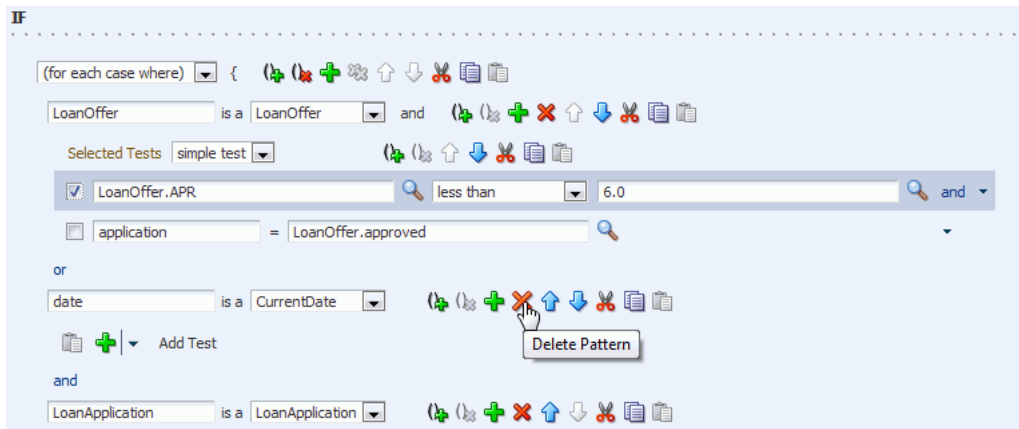 IF
(for each case where) {
LoanOffer is a LoanOffer and
Selected Tests simple test
LoanOffer.APR less than 6.0 and
application = LoanOffer.approved
or
date is a CurrentDate
Delete Pattern
Add Test
and
LoanApplication is a LoanApplication